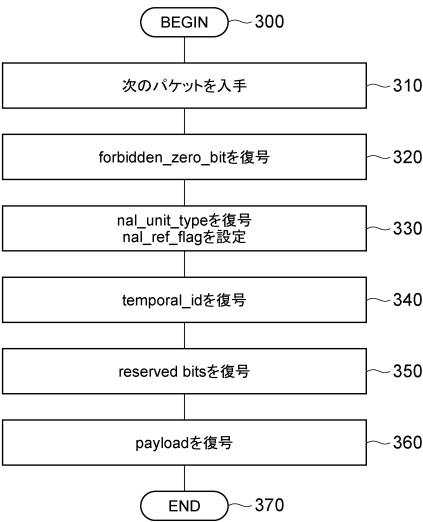 BEGIN 300
次のパケットを入手 310
forbidden_zero_bitを復号 320
nal_unit_typeを復号
nal_ref_flagを設定 330
temporal_idを復号 340
reserved bitsを復号 350
payloadを復号 360
END 370